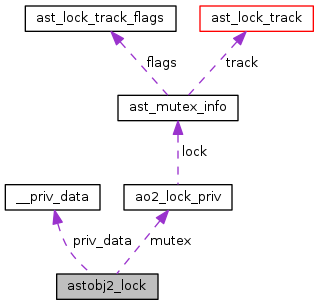 ast_lock_track_flags
ast_lock_track
flags
track
ast_mutex_info
lock
__priv_data
ao2_lock_priv
priv_data
mutex
astobj2_lock